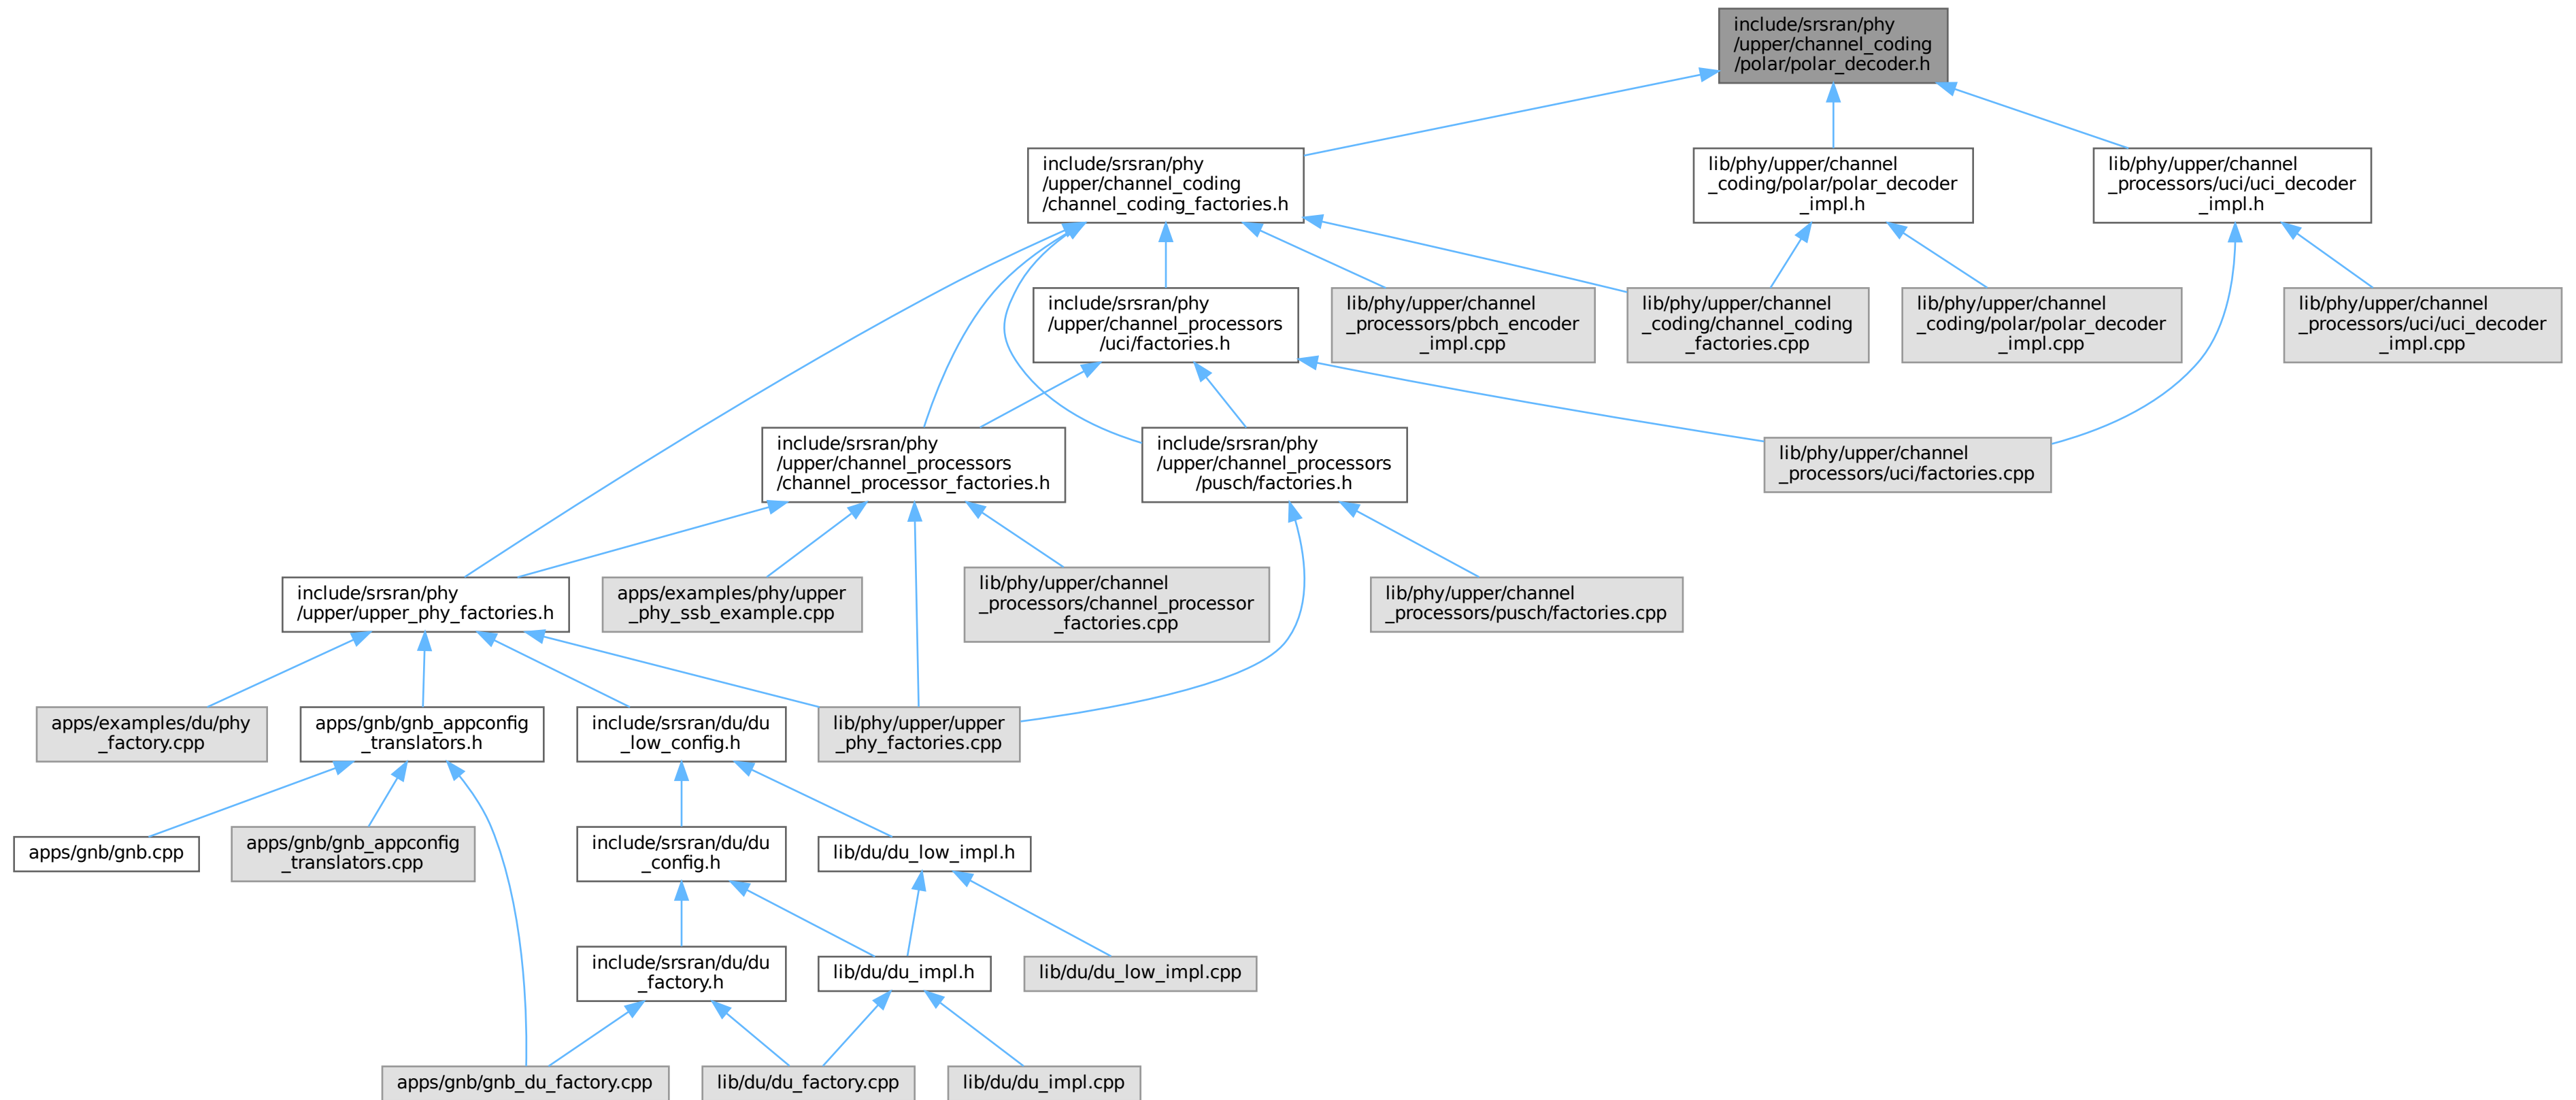 include/srsran/phy
/upper/channel_coding
/polar/polar_decoder.h
include/srsran/phy
/upper/channel_coding
/channel_coding_factories.h
lib/phy/upper/channel
_coding/polar/polar_decoder
_impl.h
lib/phy/upper/channel
_processors/uci/uci_decoder
_impl.h
include/srsran/phy
/upper/channel_processors
/uci/factories.h
lib/phy/upper/channel
_processors/pbch_encoder
_impl.cpp
lib/phy/upper/channel
_coding/channel_coding
_factories.cpp
lib/phy/upper/channel
_coding/polar/polar_decoder
_impl.cpp
lib/phy/upper/channel
_processors/uci/uci_decoder
_impl.cpp
include/srsran/phy
/upper/channel_processors
/channel_processor_factories.h
include/srsran/phy
/upper/channel_processors
/pusch/factories.h
lib/phy/upper/channel
_processors/uci/factories.cpp
include/srsran/phy
/upper/upper_phy_factories.h
apps/examples/phy/upper
_phy_ssb_example.cpp
lib/phy/upper/channel
_processors/channel_processor
_factories.cpp
lib/phy/upper/channel
_processors/pusch/factories.cpp
apps/examples/du/phy
_factory.cpp
apps/gnb/gnb_appconfig
_translators.h
include/srsran/du/du
_low_config.h
lib/phy/upper/upper
_phy_factories.cpp
apps/gnb/gnb.cpp
apps/gnb/gnb_appconfig
_translators.cpp
include/srsran/du/du
_config.h
lib/du/du_low_impl.h
include/srsran/du/du
_factory.h
lib/du/du_impl.h
lib/du/du_low_impl.cpp
apps/gnb/gnb_du_factory.cpp
lib/du/du_factory.cpp
lib/du/du_impl.cpp